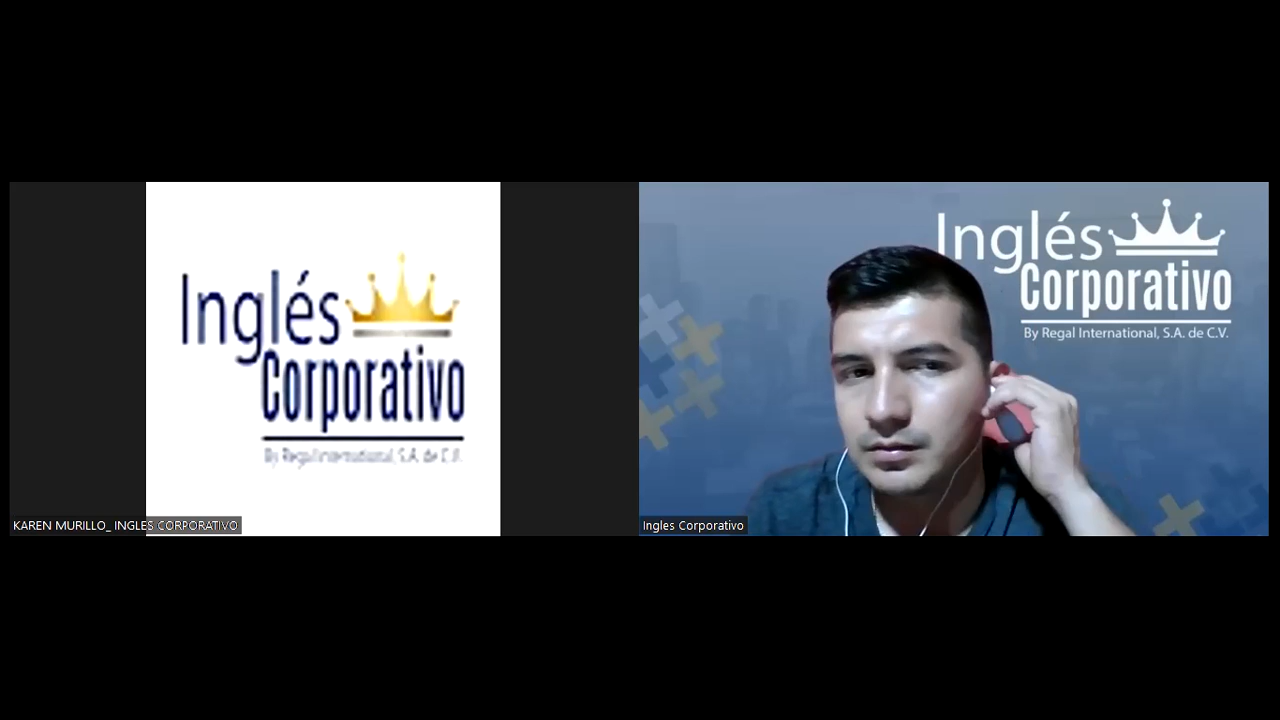 Inglés
Corporativo
By Regal International, S.A. de C.V.
KAREN MURILLO_ INGLES CORPORATIVO
Inglés
Corporativo
By Regal International, S.A. de C.V.
Ingles Corporativo